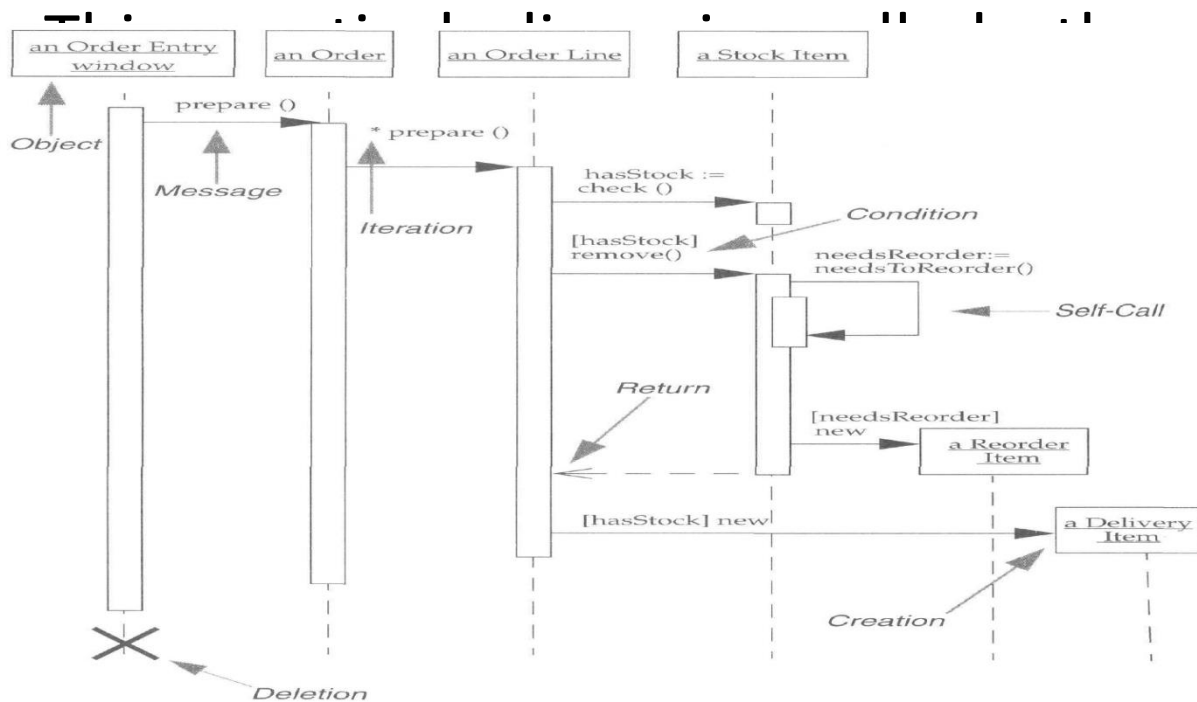 an Order Entry
window
an Order
an Order Line
a Stock Item
prepare ()
Object
* prepare ()
Message
Iteration
hasStock :=
check ()
Condition
[hasStock]
remove()
needsReorder:=
needsToReorder()
Self-Call
Return
[needsReorder]
new
a Reorder
Item
[hasStock] new
a Delivery
Item
Creation
Deletion